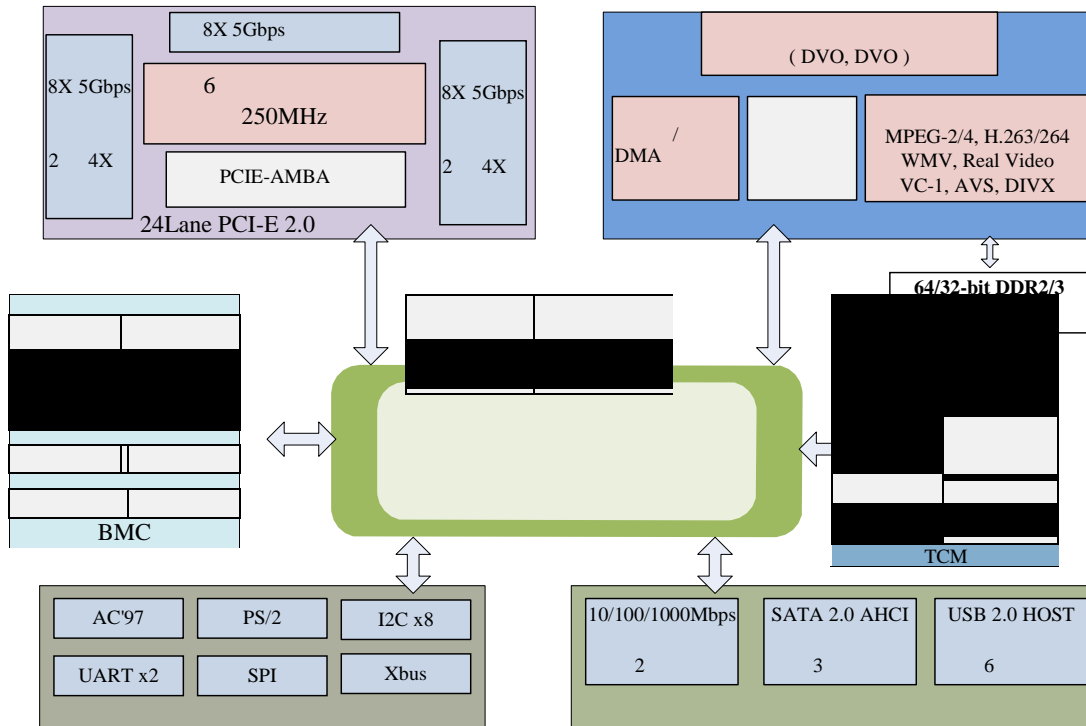 8X 5Gbps
8X 5Gbps
2 4X
6
250MHz
PCIE-AMBA
8X 5Gbps
2 4X
24Lane PCI-E 2.0
( DVO, DVO )
/
DMA
MPEG-2/4, H.263/264
WMV, Real Video
VC-1, AVS, DIVX
64/32-bit DDR2/3
BMC
TCM
AC'97
PS/2
I2C x8
UART x2
SPI
Xbus
10/100/1000Mbps
2
SATA 2.0 AHCI
3
USB 2.0 HOST
6